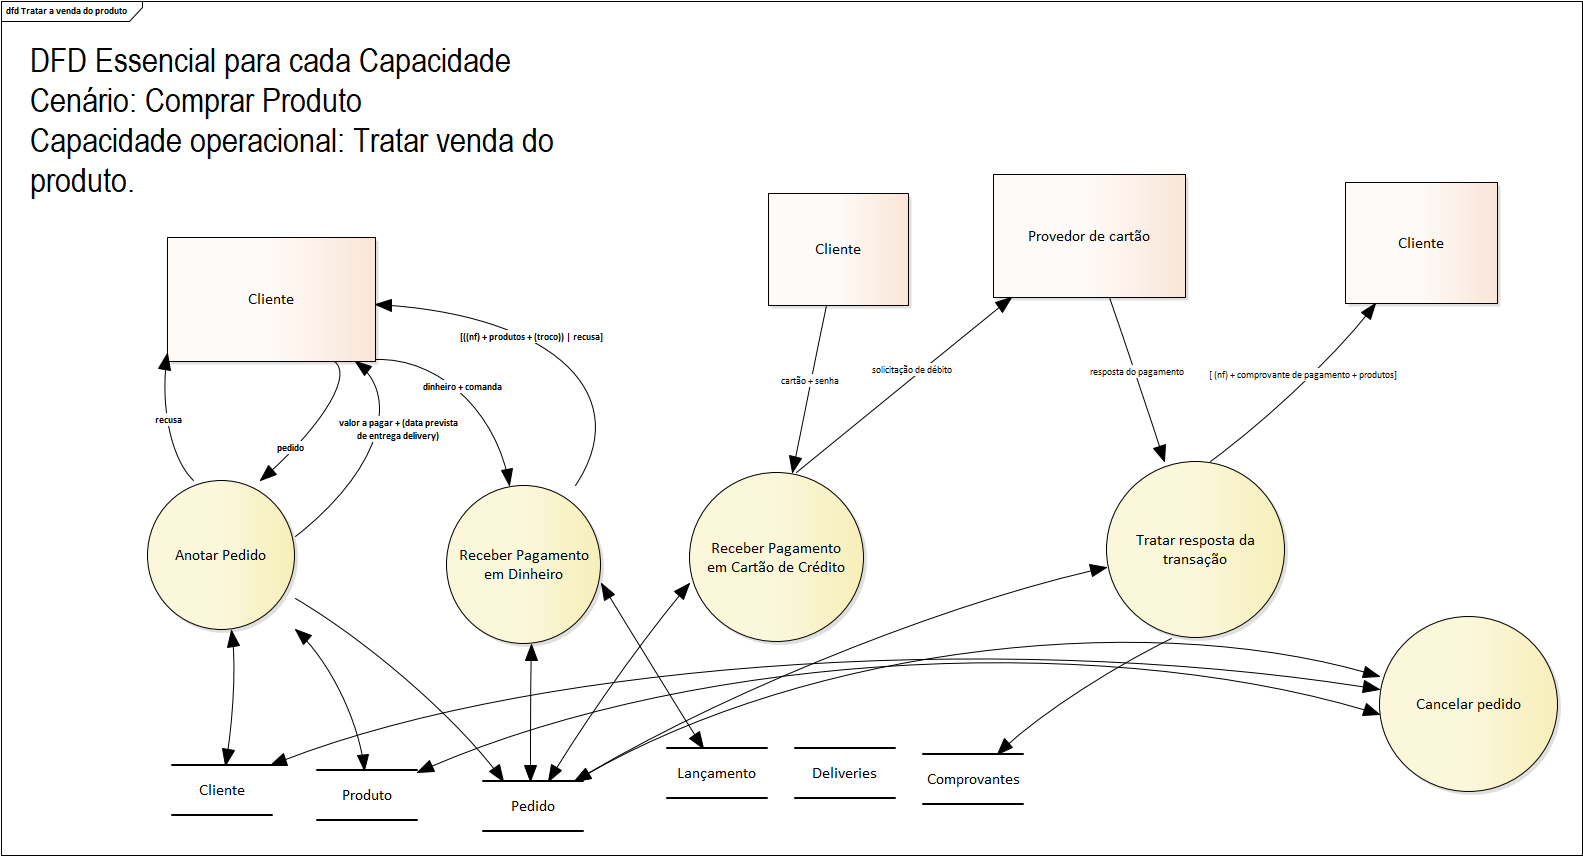 dfd Tratar a venda do produto
DFD Essencial para cada Capacidade
Cenário: Comprar Produto
Capacidade operacional: Tratar venda do
produto.
Cliente
Cliente
Provedor de cartão
Cliente
[((nf) + produtos + (troco)) | recusa]
dinheiro + comanda
recusa
pedido
valor a pagar + (data prevista
de entrega delivery)
cartão + senha
solicitação de débito
resposta do pagamento
[ (nf) + comprovante de pagamento + produtos]
Anotar Pedido
Receber Pagamento
em Dinheiro
Receber Pagamento
em Cartão de Crédito
Tratar resposta da
transação
Cancelar pedido
Cliente
Produto
Pedido
Lançamento
Deliveries
Comprovantes